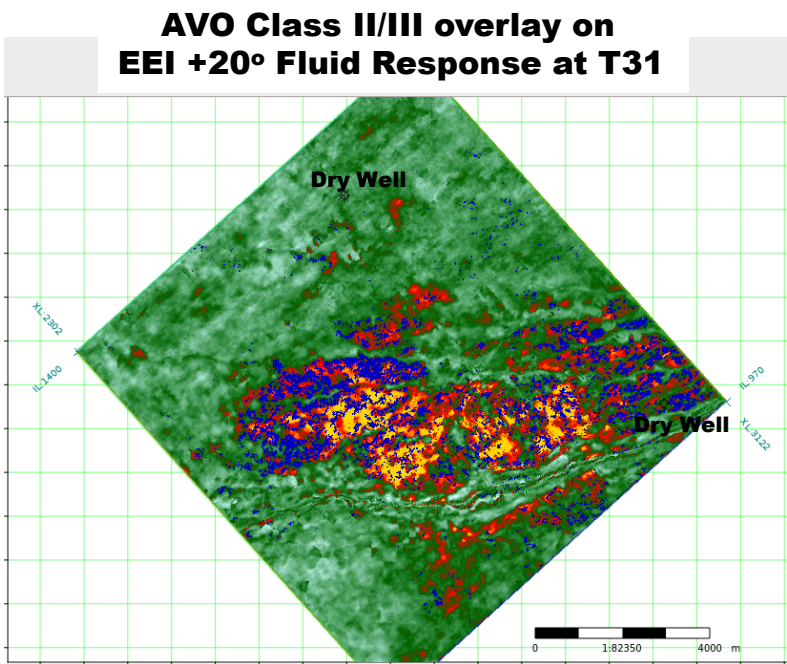 AVO Class II/III overlay on
EEI +20º Fluid Response at T31
Dry Well
XL:2302
IL:1400
IL:970
XL:3122
Dry Well
0 1:82350 4000 m